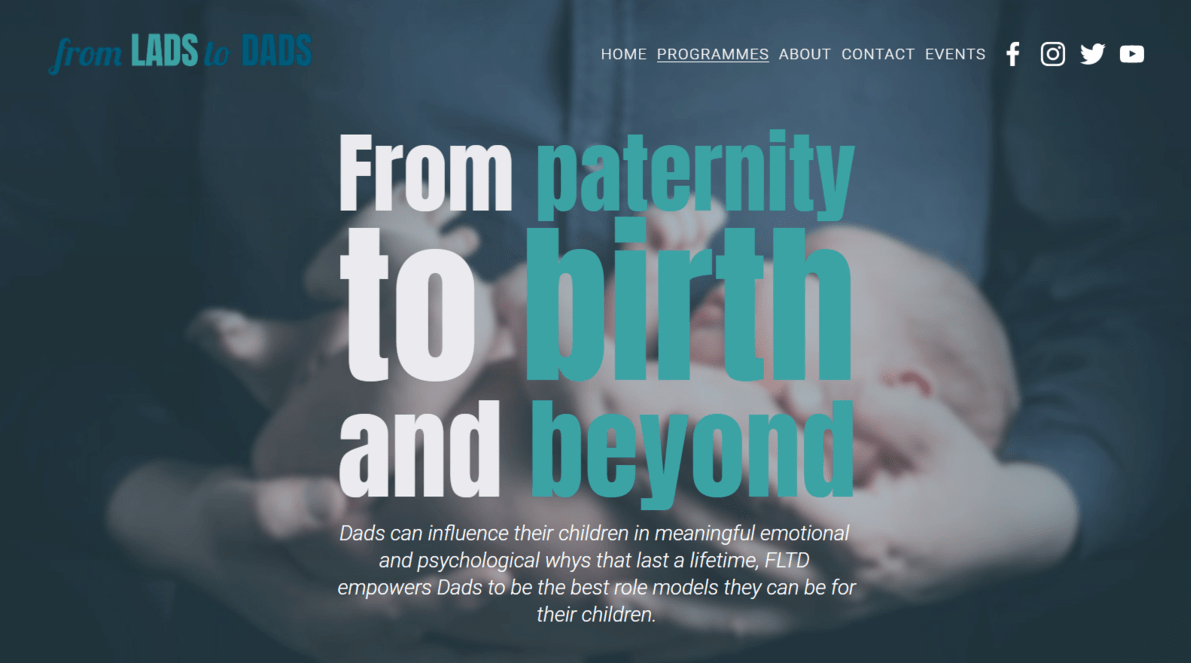 from LADS to DADS
HOME PROGRAMMES ABOUT CONTACT EVENTS
From paternity
to birth
and beyond
Dads can influence their children in meaningful emotional
and psychological whys that last a lifetime, FLTD
empowers Dads to be the best role models they can be for
their children.